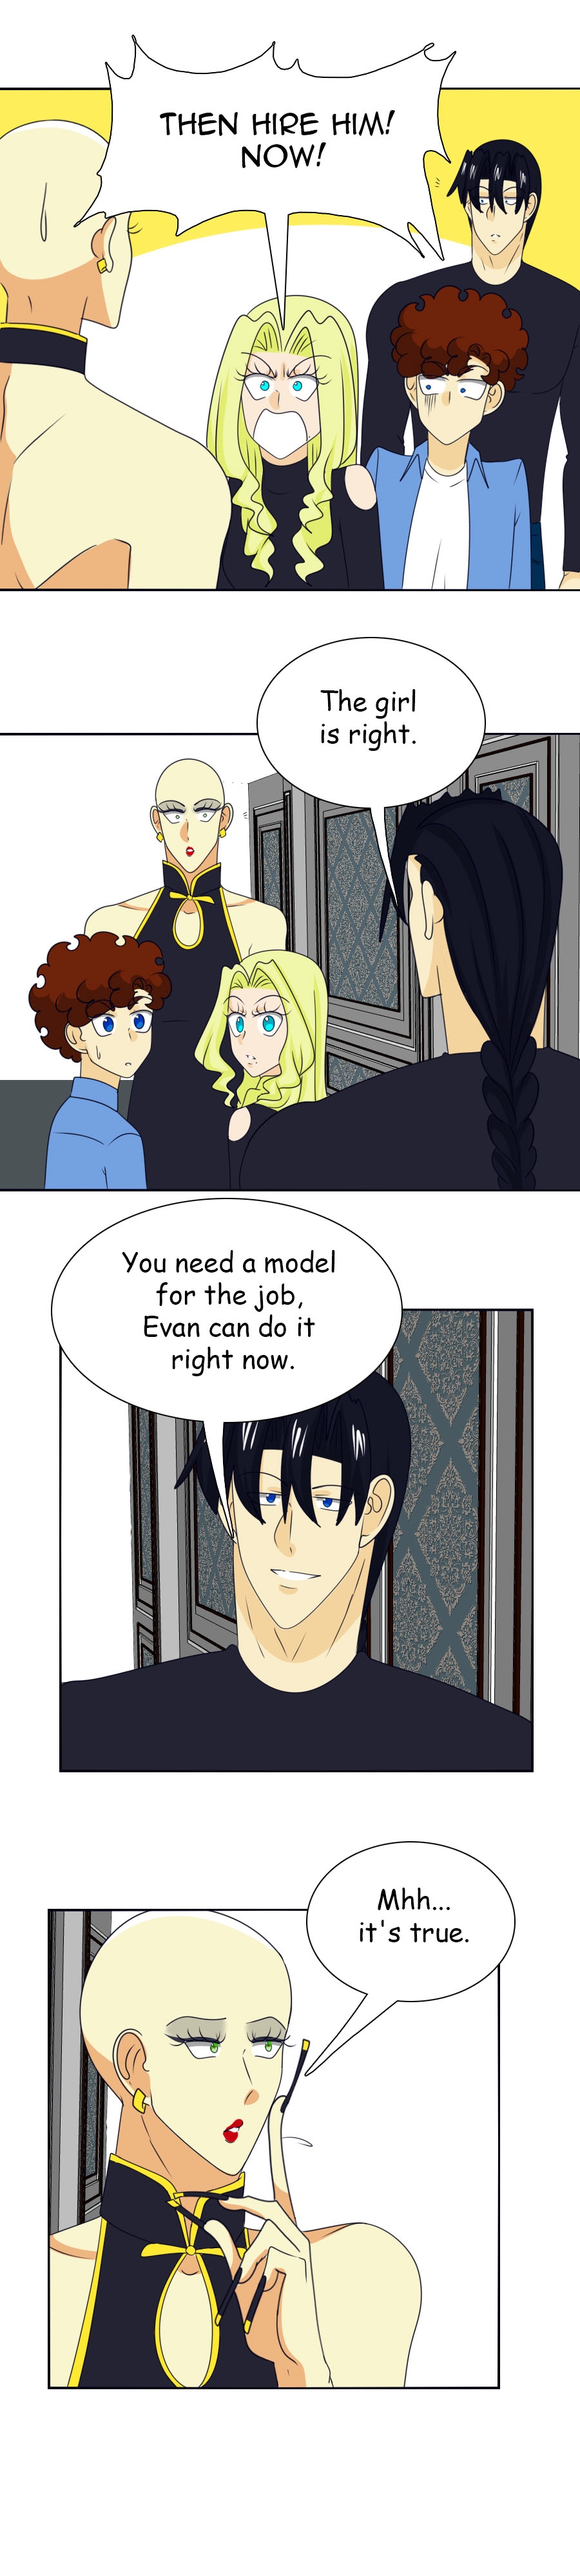 THEN HIRE HIM!
NOW!
The girl
is right.
You need a model
for the job,
Evan can do it
right now.
Mhh...
it's true.